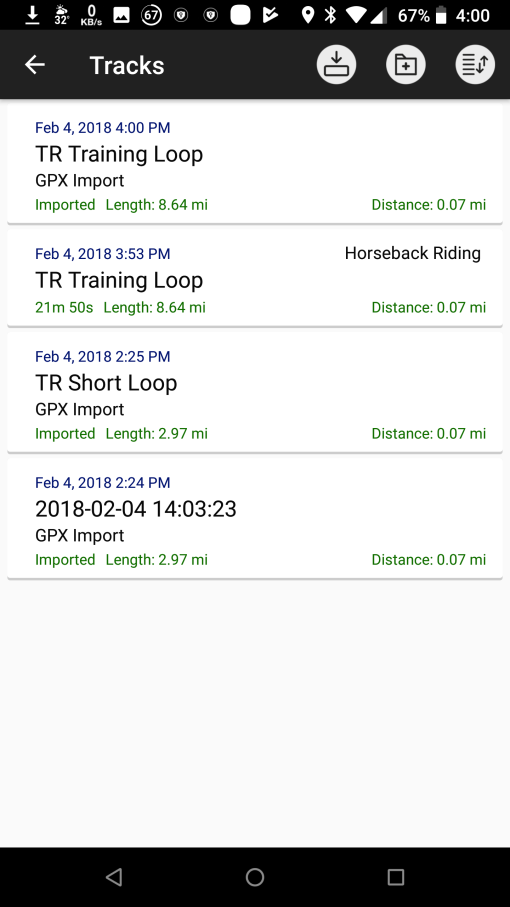 32° 0 KB/s 67 67% 4:00
Tracks
Feb 4, 2018 4:00 PM
TR Training Loop
GPX Import
Imported Length: 8.64 mi Distance: 0.07 mi
Feb 4, 2018 3:53 PM Horseback Riding
TR Training Loop
21m 50s Length: 8.64 mi Distance: 0.07 mi
Feb 4, 2018 2:25 PM
TR Short Loop
GPX Import
Imported Length: 2.97 mi Distance: 0.07 mi
Feb 4, 2018 2:24 PM
2018-02-04 14:03:23
GPX Import
Imported Length: 2.97 mi Distance: 0.07 mi